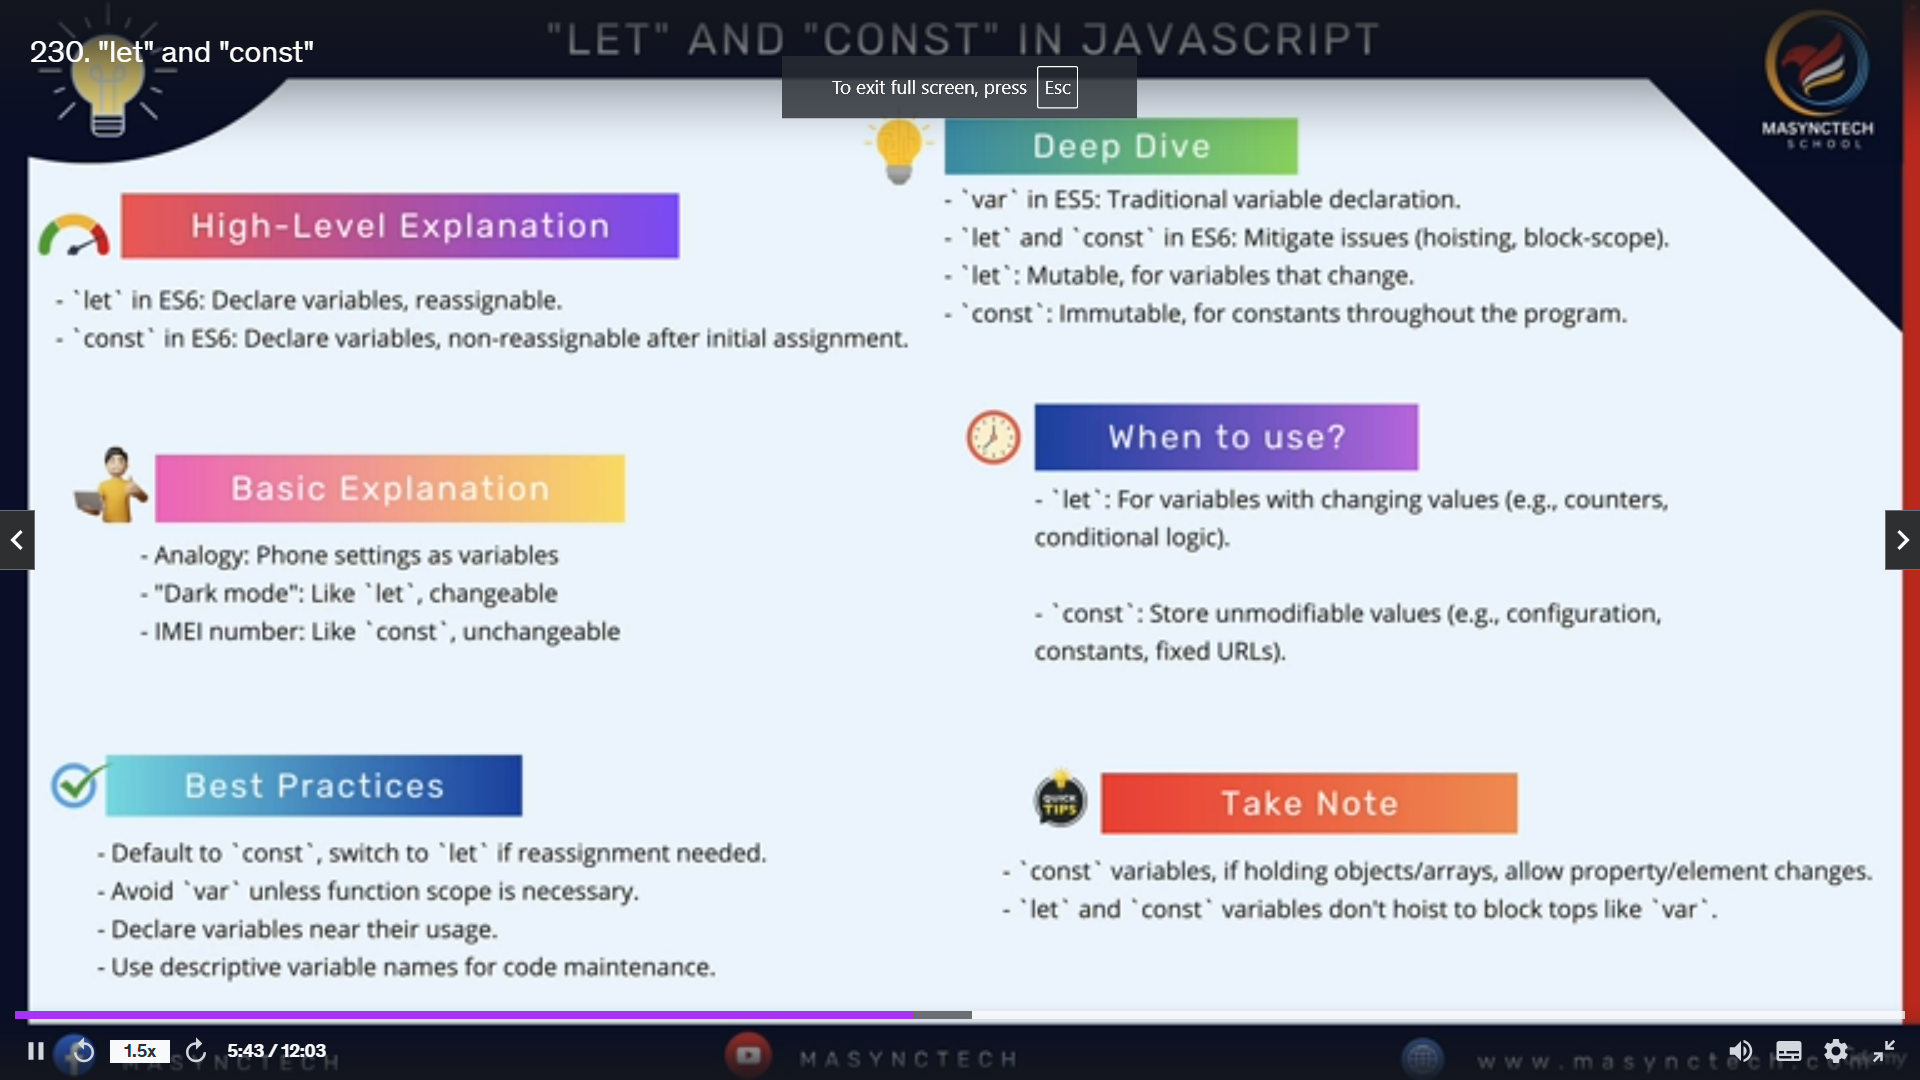 "LET" AND "CONST" IN JAVASCRIPT
230. "let" and "const"
To exit full screen, press Esc
MASYNCTECH
SCHOOL
High-Level Explanation
- `let` in ES6: Declare variables, reassignable.
- `const` in ES6: Declare variables, non-reassignable after initial assignment.
Deep Dive
- `var` in ES5: Traditional variable declaration.
- `let` and `const` in ES6: Mitigate issues (hoisting, block-scope).
- `let`: Mutable, for variables that change.
- `const`: Immutable, for constants throughout the program.
Basic Explanation
- Analogy: Phone settings as variables
- "Dark mode": Like `let`, changeable
- IMEI number: Like `const`, unchangeable
When to use?
- `let`: For variables with changing values (e.g., counters,
conditional logic).
- `const`: Store unmodifiable values (e.g., configuration,
constants, fixed URLs).
Best Practices
- Default to `const`, switch to `let` if reassignment needed.
- Avoid `var` unless function scope is necessary.
- Declare variables near their usage.
- Use descriptive variable names for code maintenance.
QUICK
TIPS
Take Note
- `const` variables, if holding objects/arrays, allow property/element changes.
- `let` and `const` variables don't hoist to block tops like `var`.
1.5x
5:43 / 12:03
MASYNCTECH
MASYNCTECH
www.masynctech.com